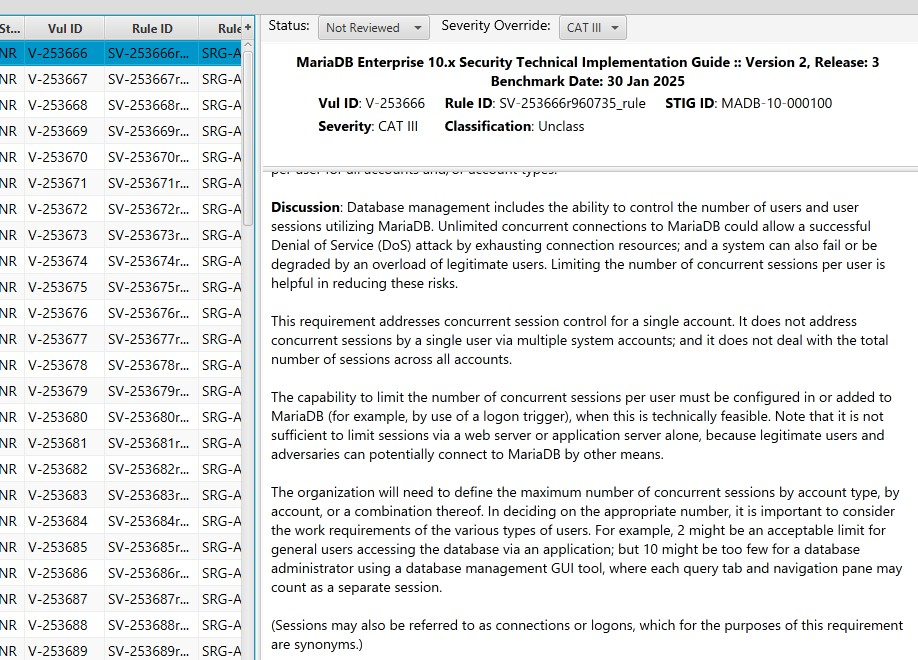 Status: Not Reviewed Severity Override: CAT III
St... Vul ID Rule ID Rule +
NR V-253666 SV-253666r... SRG-A
NR V-253667 SV-253667r... SRG-A
NR V-253668 SV-253668r... SRG-A
NR V-253669 SV-253669r... SRG-A
NR V-253670 SV-253670r... SRG-A
NR V-253671 SV-253671r... SRG-A
NR V-253672 SV-253672r... SRG-A
NR V-253673 SV-253673r... SRG-A
NR V-253674 SV-253674r... SRG-A
NR V-253675 SV-253675r... SRG-A
NR V-253676 SV-253676r... SRG-A
NR V-253677 SV-253677r... SRG-A
NR V-253678 SV-253678r... SRG-A
NR V-253679 SV-253679r... SRG-A
NR V-253680 SV-253680r... SRG-A
NR V-253681 SV-253681r... SRG-A
NR V-253682 SV-253682r... SRG-A
NR V-253683 SV-253683r... SRG-A
NR V-253684 SV-253684r... SRG-A
NR V-253685 SV-253685r... SRG-A
NR V-253686 SV-253686r... SRG-A
NR V-253687 SV-253687r... SRG-A
NR V-253688 SV-253688r... SRG-A
NR V-253689 SV-253689r... SRG-A
MariaDB Enterprise 10.x Security Technical Implementation Guide :: Version 2, Release: 3
Benchmark Date: 30 Jan 2025
Vul ID: V-253666 Rule ID: SV-253666r960735_rule STIG ID: MADB-10-000100
Severity: CAT III Classification: Unclass
per user for all accounts and/or account types.
Discussion: Database management includes the ability to control the number of users and user
sessions utilizing MariaDB. Unlimited concurrent connections to MariaDB could allow a successful
Denial of Service (DoS) attack by exhausting connection resources; and a system can also fail or be
degraded by an overload of legitimate users. Limiting the number of concurrent sessions per user is
helpful in reducing these risks.
This requirement addresses concurrent session control for a single account. It does not address
concurrent sessions by a single user via multiple system accounts; and it does not deal with the total
number of sessions across all accounts.
The capability to limit the number of concurrent sessions per user must be configured in or added to
MariaDB (for example, by use of a logon trigger), when this is technically feasible. Note that it is not
sufficient to limit sessions via a web server or application server alone, because legitimate users and
adversaries can potentially connect to MariaDB by other means.
The organization will need to define the maximum number of concurrent sessions by account type, by
account, or a combination thereof. In deciding on the appropriate number, it is important to consider
the work requirements of the various types of users. For example, 2 might be an acceptable limit for
general users accessing the database via an application; but 10 might be too few for a database
administrator using a database management GUI tool, where each query tab and navigation pane may
count as a separate session.
(Sessions may also be referred to as connections or logons, which for the purposes of this requirement
are synonyms.)